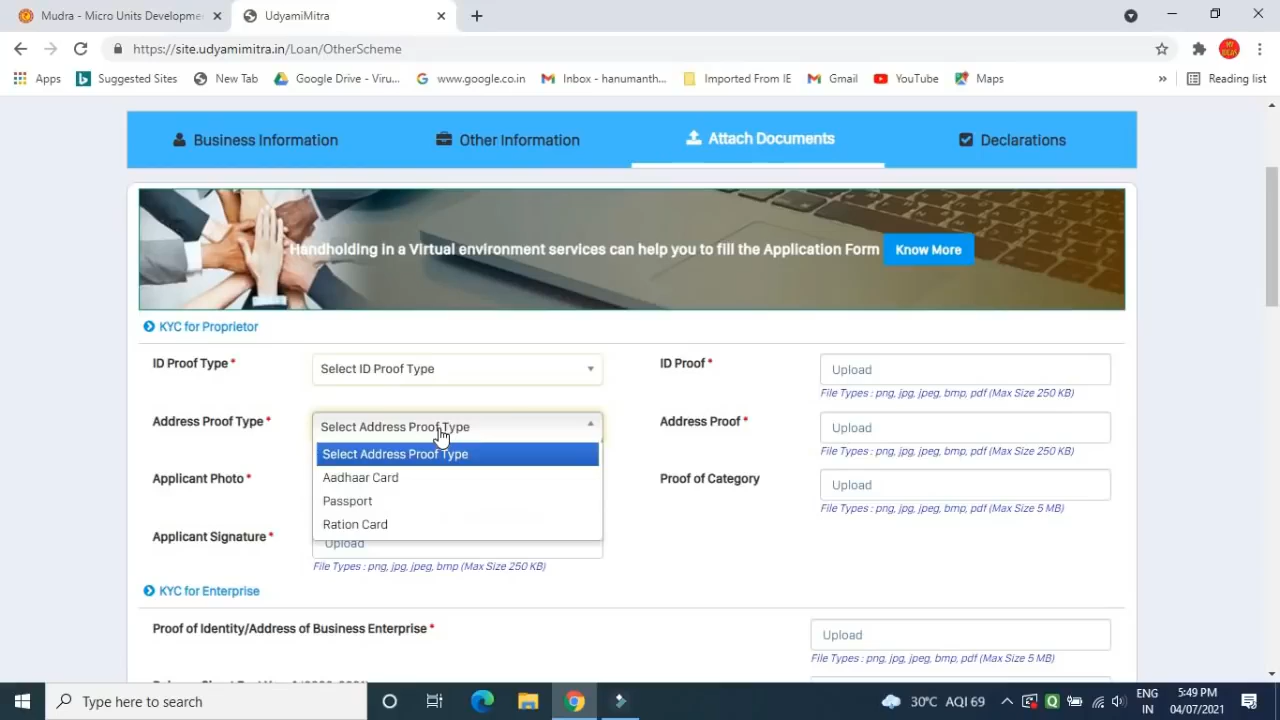 Mudra - Micro Units Developme
UdyamiMitra
https://site.udyamimitra.in/Loan/OtherScheme
Apps
Suggested Sites
New Tab
Google Drive - Viru...
www.google.co.in
Inbox - hanumanth...
Imported From IE
Gmail
YouTube
Maps
»
Reading list
Business Information
Other Information
Attach Documents
Declarations
Handholding in a Virtual environment services can help you to fill the Application Form
Know More
KYC for Proprietor
ID Proof Type *
Select ID Proof Type
ID Proof *
Upload
File Types : png, jpg, jpeg, bmp, pdf (Max Size 250 KB)
Address Proof Type *
Select Address Proof Type
Address Proof *
Upload
File Types : png, jpg, jpeg, bmp, pdf (Max Size 250 KB)
Select Address Proof Type
Aadhaar Card
Passport
Ration Card
Applicant Photo *
Proof of Category
Upload
File Types : png, jpg, jpeg, bmp, pdf (Max Size 5 MB)
Applicant Signature *
Upload
File Types : png, jpg, jpeg, bmp (Max Size 250 KB)
KYC for Enterprise
Proof of Identity/Address of Business Enterprise *
Upload
File Types : png, jpg, jpeg, bmp, pdf (Max Size 5 MB)
Type here to search
30°C AQI 69
ENG
IN
5:49 PM
04/07/2021